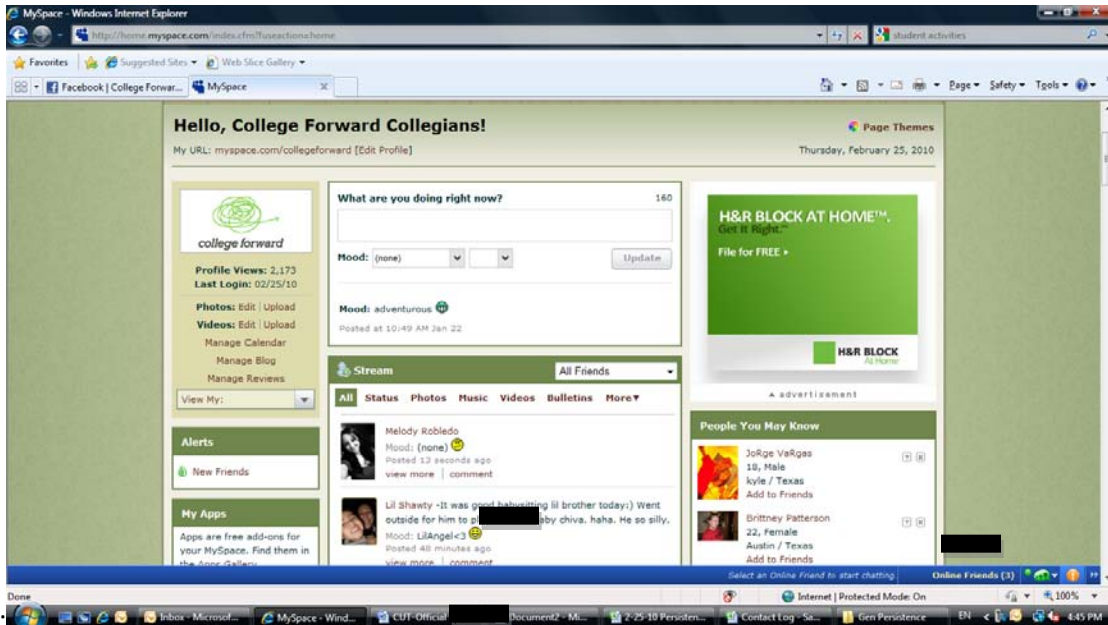 MySpace - Windows Internet Explorer
http://home.myspace.com/index.cfm?fuseaction=home
student activities
Favorites Suggested Sites Web Slice Gallery
Facebook | College Forwar... MySpace Page Safety Tools
Hello, College Forward Collegians!
Page Themes
My URL: myspace.com/collegeforward [Edit Profile]
Thursday, February 25, 2010
college forward
Profile Views: 2,173
Last Login: 02/25/10
Photos: Edit | Upload
Videos: Edit | Upload
Manage Calendar
Manage Blog
Manage Reviews
View My:
Alerts
New Friends
My Apps
Apps are free add-ons for
your MySpace. Find them in
the Apps Gallery
What are you doing right now? 160
Mood: (none) Update
Mood: adventurous
Posted at 10:49 AM Jan 22
Stream All Friends
All Status Photos Music Videos Bulletins More
Melody Robledo
Mood: (none)
Posted 13 seconds ago
view more | comment
Lil Shawty -It was good babysitting lil brother today:) Went
outside for him to aby chiva. haha. He so silly.
Mood: LilAngel<3
Posted 48 minutes ago
view more | comment
H&R BLOCK AT HOME™.
Get It Right.™
File for FREE
H&R BLOCK
At Home
advertisement
People You May Know
JoRge VaRgas
18, Male
kyle / Texas
Add to Friends
Brittney Patterson
22, Female
Austin / Texas
Add to Friends
Select an Online Friend to start chatting. Online Friends (3)
Done Internet | Protected Mode: On 100%
Inbox - Microsof... MySpace - Wind... CUT-Official Document2 - Mi... 2-25-10 Persisten... Contact Log - Sa... Gen Persistence EN 4:45 PM